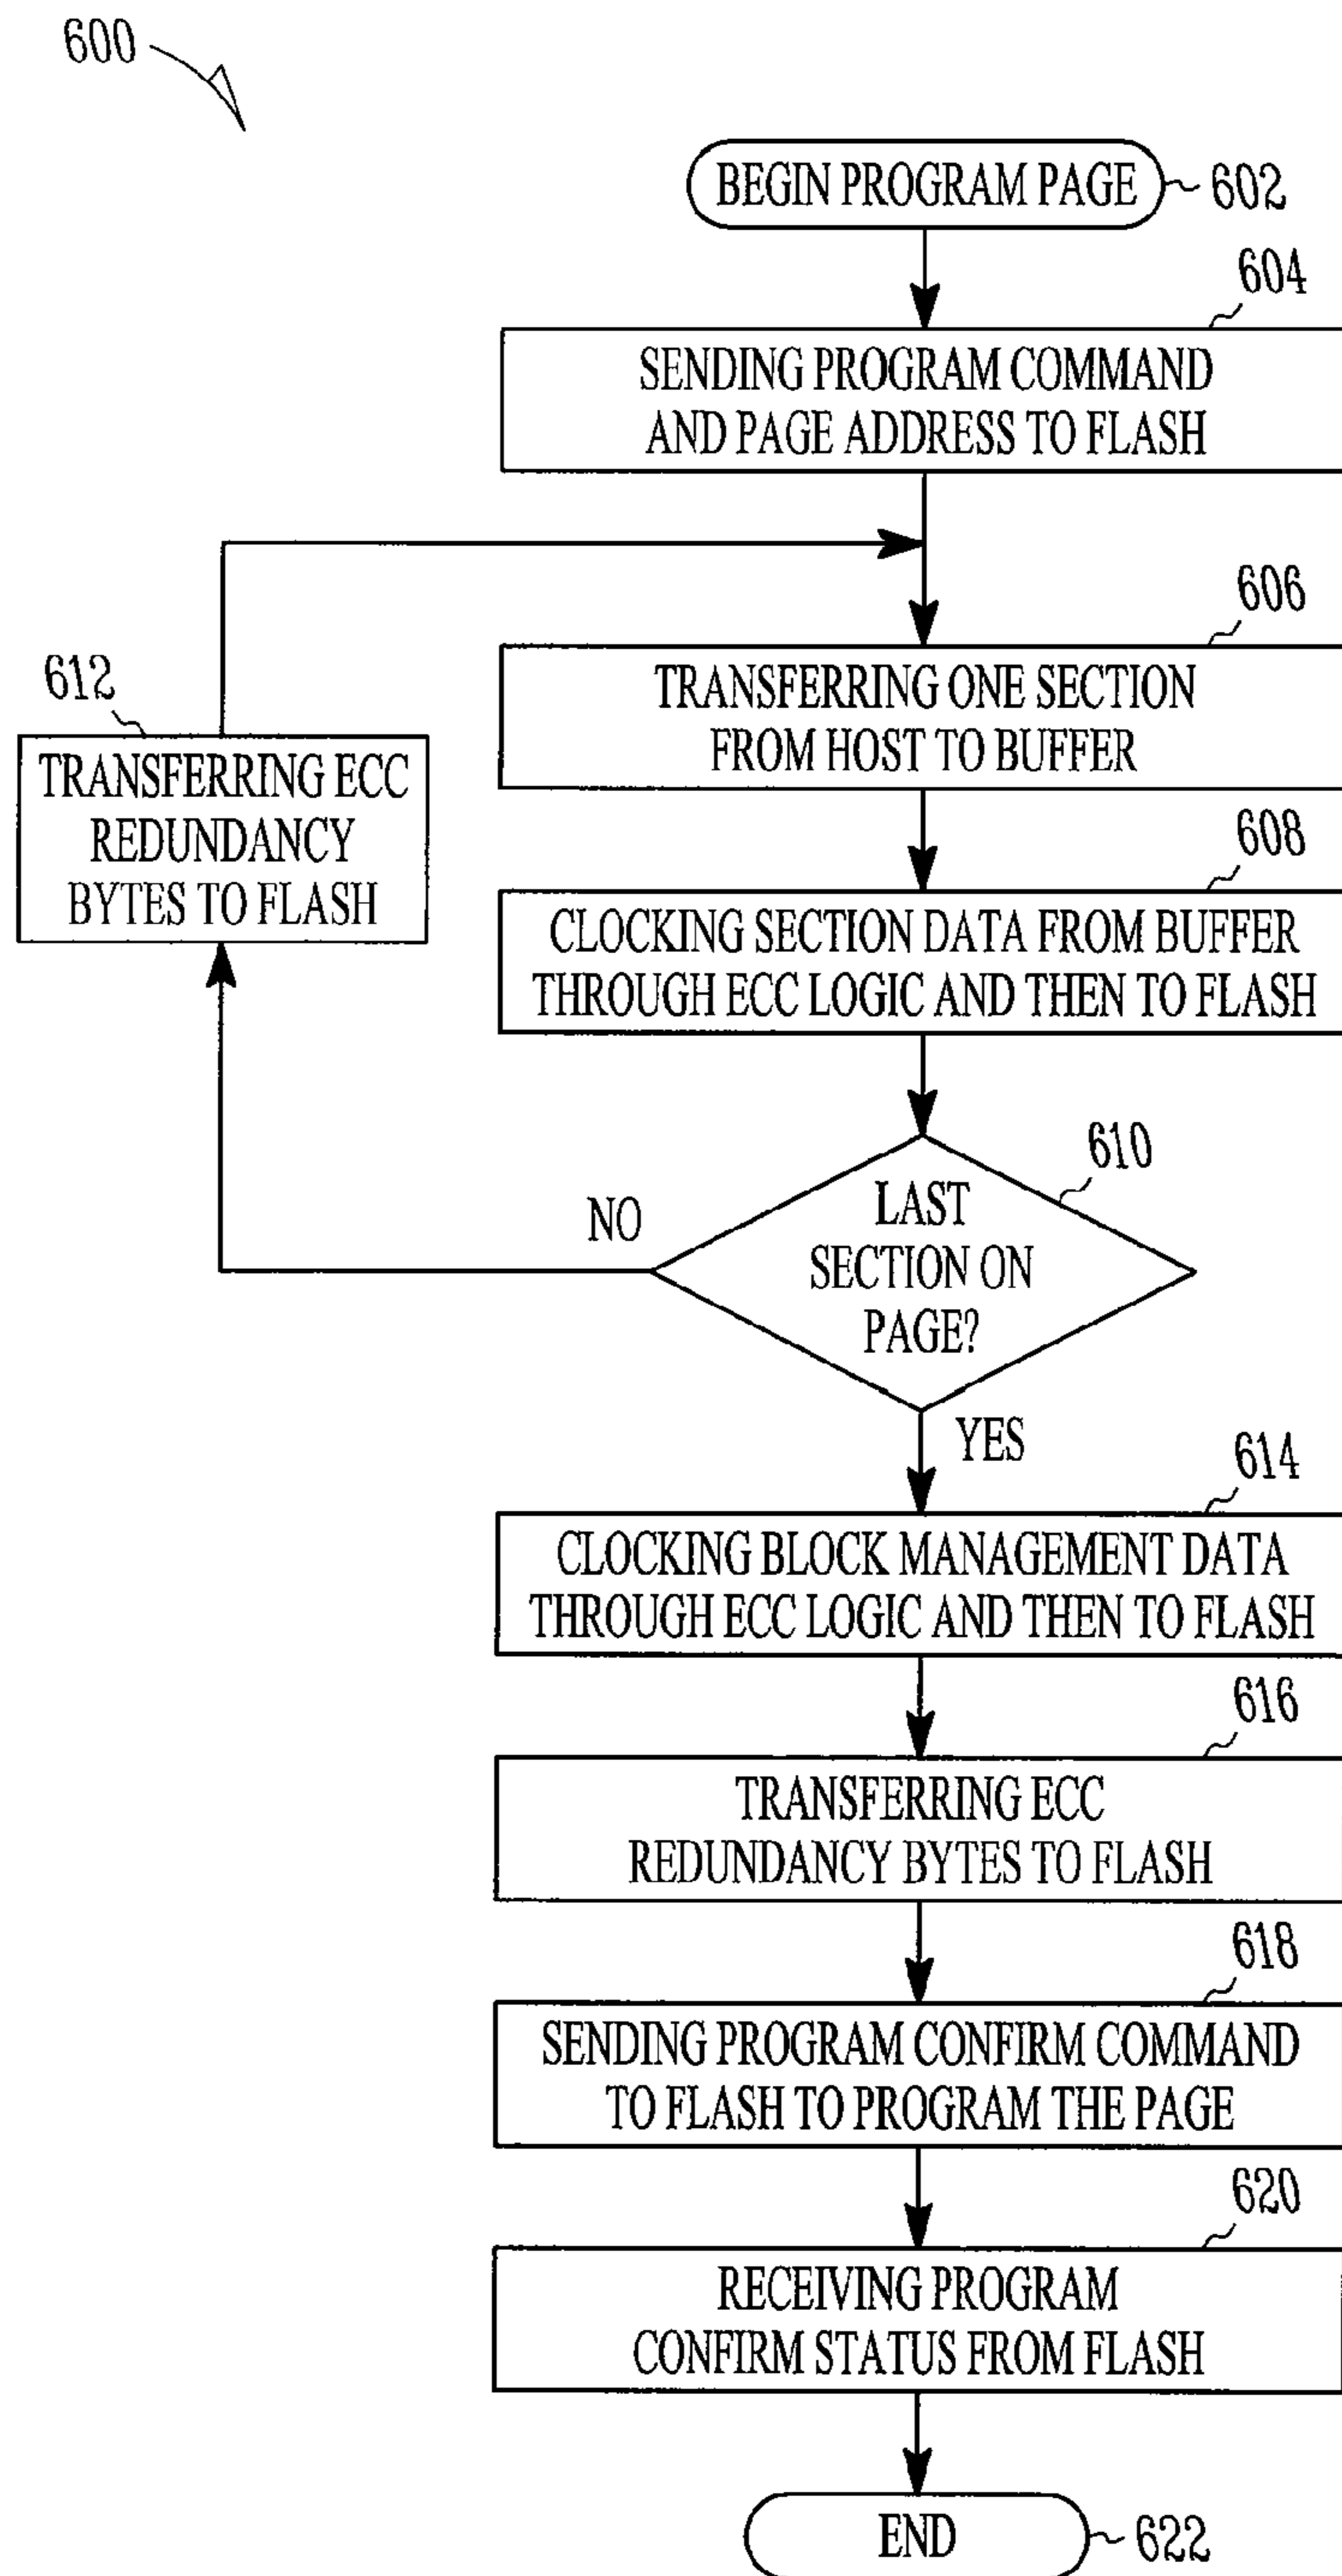 600
BEGIN PROGRAM PAGE
602
604
SENDING PROGRAM COMMAND
AND PAGE ADDRESS TO FLASH
606
TRANSFERRING ONE SECTION
FROM HOST TO BUFFER
612
TRANSFERRING ECC
REDUNDANCY
BYTES TO FLASH
608
CLOCKING SECTION DATA FROM BUFFER
THROUGH ECC LOGIC AND THEN TO FLASH
610
LAST
SECTION ON
PAGE?
NO
YES
614
CLOCKING BLOCK MANAGEMENT DATA
THROUGH ECC LOGIC AND THEN TO FLASH
616
TRANSFERRING ECC
REDUNDANCY BYTES TO FLASH
618
SENDING PROGRAM CONFIRM COMMAND
TO FLASH TO PROGRAM THE PAGE
620
RECEIVING PROGRAM
CONFIRM STATUS FROM FLASH
END
622